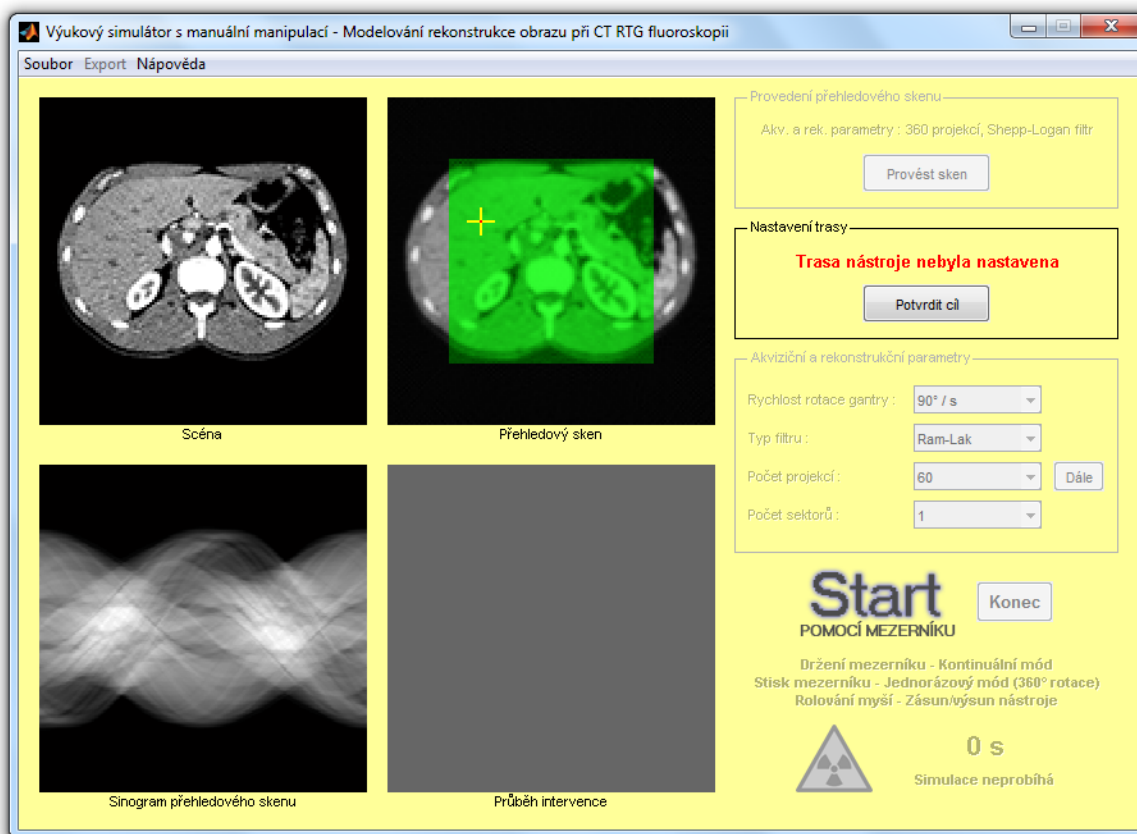 Výukový simulátor s manuální manipulací - Modelování rekonstrukce obrazu při CT RTG fluoroskopii
Soubor Export Nápověda
Scéna
Přehledový sken
Sinogram přehledového skenu
Průběh intervence
Provedení přehledového skenu
Akv. a rek. parametry : 360 projekcí, Shepp-Logan filtr
Provést sken
Nastavení trasy
Trasa nástroje nebyla nastavena
Potvrdit cíl
Akviziční a rekonstrukční parametry
Rychlost rotace gantry : 90° / s
Typ filtru : Ram-Lak
Počet projekcí : 60 Dále
Počet sektorů : 1
Start
POMOCÍ MEZERNÍKU
Konec
Držení mezerníku - Kontinuální mód
Stisk mezerníku - Jednorázový mód (360° rotace)
Rolování myší - Zásun/výsun nástroje
0 s
Simulace neprobíhá